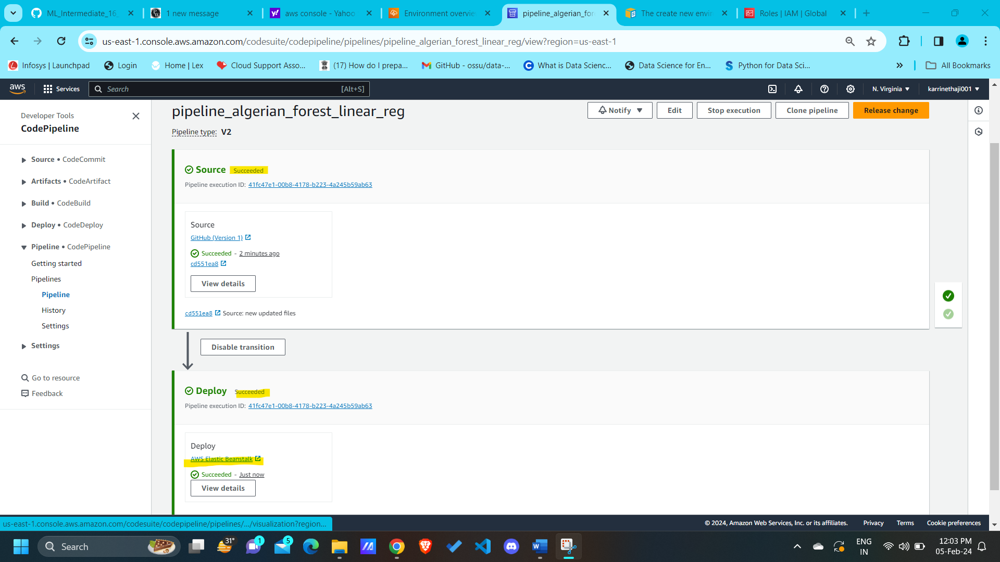 ML_Intermediate_16_
1 new message
aws console - Yahoo
Environment overvie
pipeline_algerian_for
The create new envir
Roles | IAM | Global
us-east-1.console.aws.amazon.com/codesuite/codepipeline/pipelines/pipeline_algerian_forest_linear_reg/view?region=us-east-1
Infosys | Launchpad
Login
Home | Lex
Cloud Support Asso...
(17) How do I prepa...
GitHub - ossu/data-...
What is Data Scienc...
Data Science for En...
Python for Data Sci...
All Bookmarks
aws
Services
Search
[Alt+S]
N. Virginia
karrinethaji001
Developer Tools
CodePipeline
Source • CodeCommit
Artifacts • CodeArtifact
Build • CodeBuild
Deploy • CodeDeploy
Pipeline • CodePipeline
Getting started
Pipelines
Pipeline
History
Settings
Settings
Go to resource
Feedback
pipeline_algerian_forest_linear_reg
Notify
Edit
Stop execution
Clone pipeline
Release change
Pipeline type: V2
Source Succeeded
Pipeline execution ID: 41fc47e1-00b8-4178-b223-4a245b59ab63
Source
GitHub (Version 1)
Succeeded - 2 minutes ago
cd551ea8
View details
cd551ea8 Source: new updated files
Disable transition
Deploy Succeeded
Pipeline execution ID: 41fc47e1-00b8-4178-b223-4a245b59ab63
Deploy
AWS Elastic Beanstalk
Succeeded - Just now
View details
us-east-1.console.aws.amazon.com/codesuite/codepipeline/pipelines/.../visualization?region...
© 2024, Amazon Web Services, Inc. or its affiliates.
Privacy
Terms
Cookie preferences
Search
31°
1
5
ENG
IN
12:03 PM
05-Feb-24